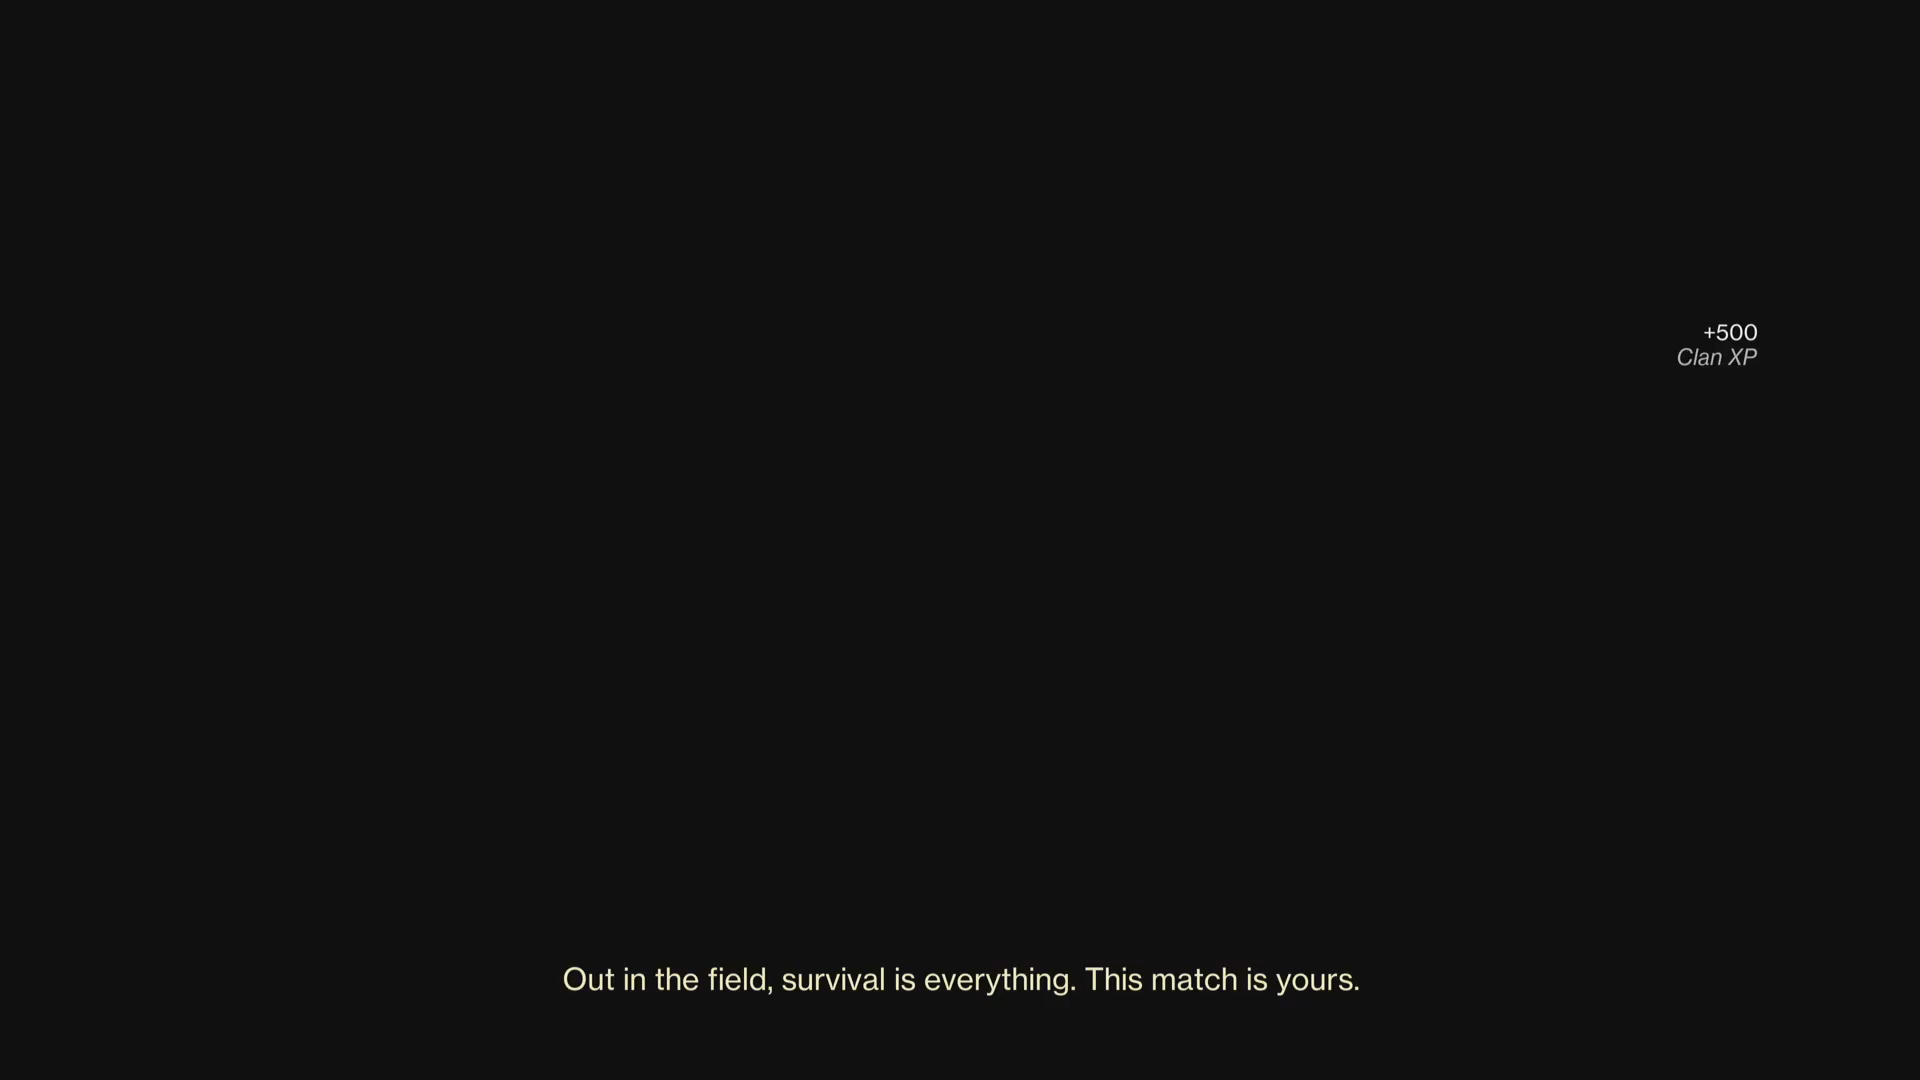 +500
Clan XP
Out in the field, survival is everything. This match is yours.